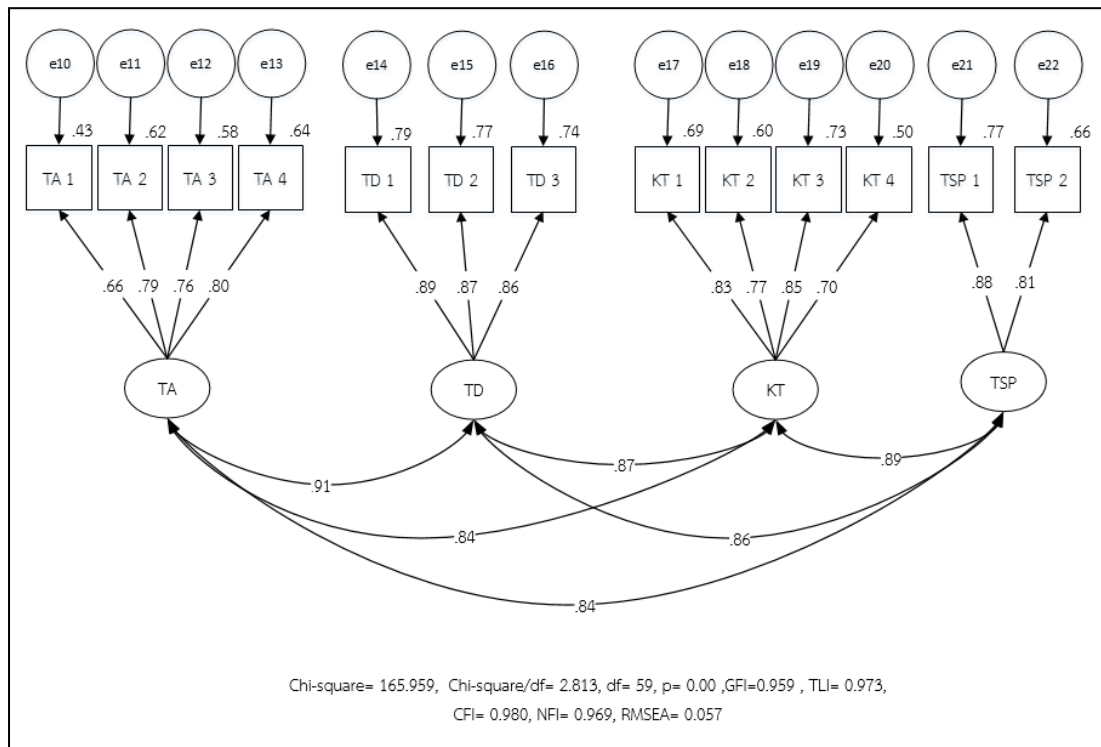 e10 e11 e12 e13 e14 e15 e16 e17 e18 e19 e20 e21 e22
.43 .62 .58 .64 .79 .77 .74 .69 .60 .73 .50 .77 .66
TA 1 TA 2 TA 3 TA 4 TD 1 TD 2 TD 3 KT 1 KT 2 KT 3 KT 4 TSP 1 TSP 2
.66 .79 .76 .80 .89 .87 .86 .83 .77 .85 .70 .88 .81
TA TD KT TSP
.91 .87 .89
.84 .86
.84
Chi-square= 165.959, Chi-square/df= 2.813, df= 59, p= 0.00 ,GFI=0.959 , TLI= 0.973,
CFI= 0.980, NFI= 0.969, RMSEA= 0.057